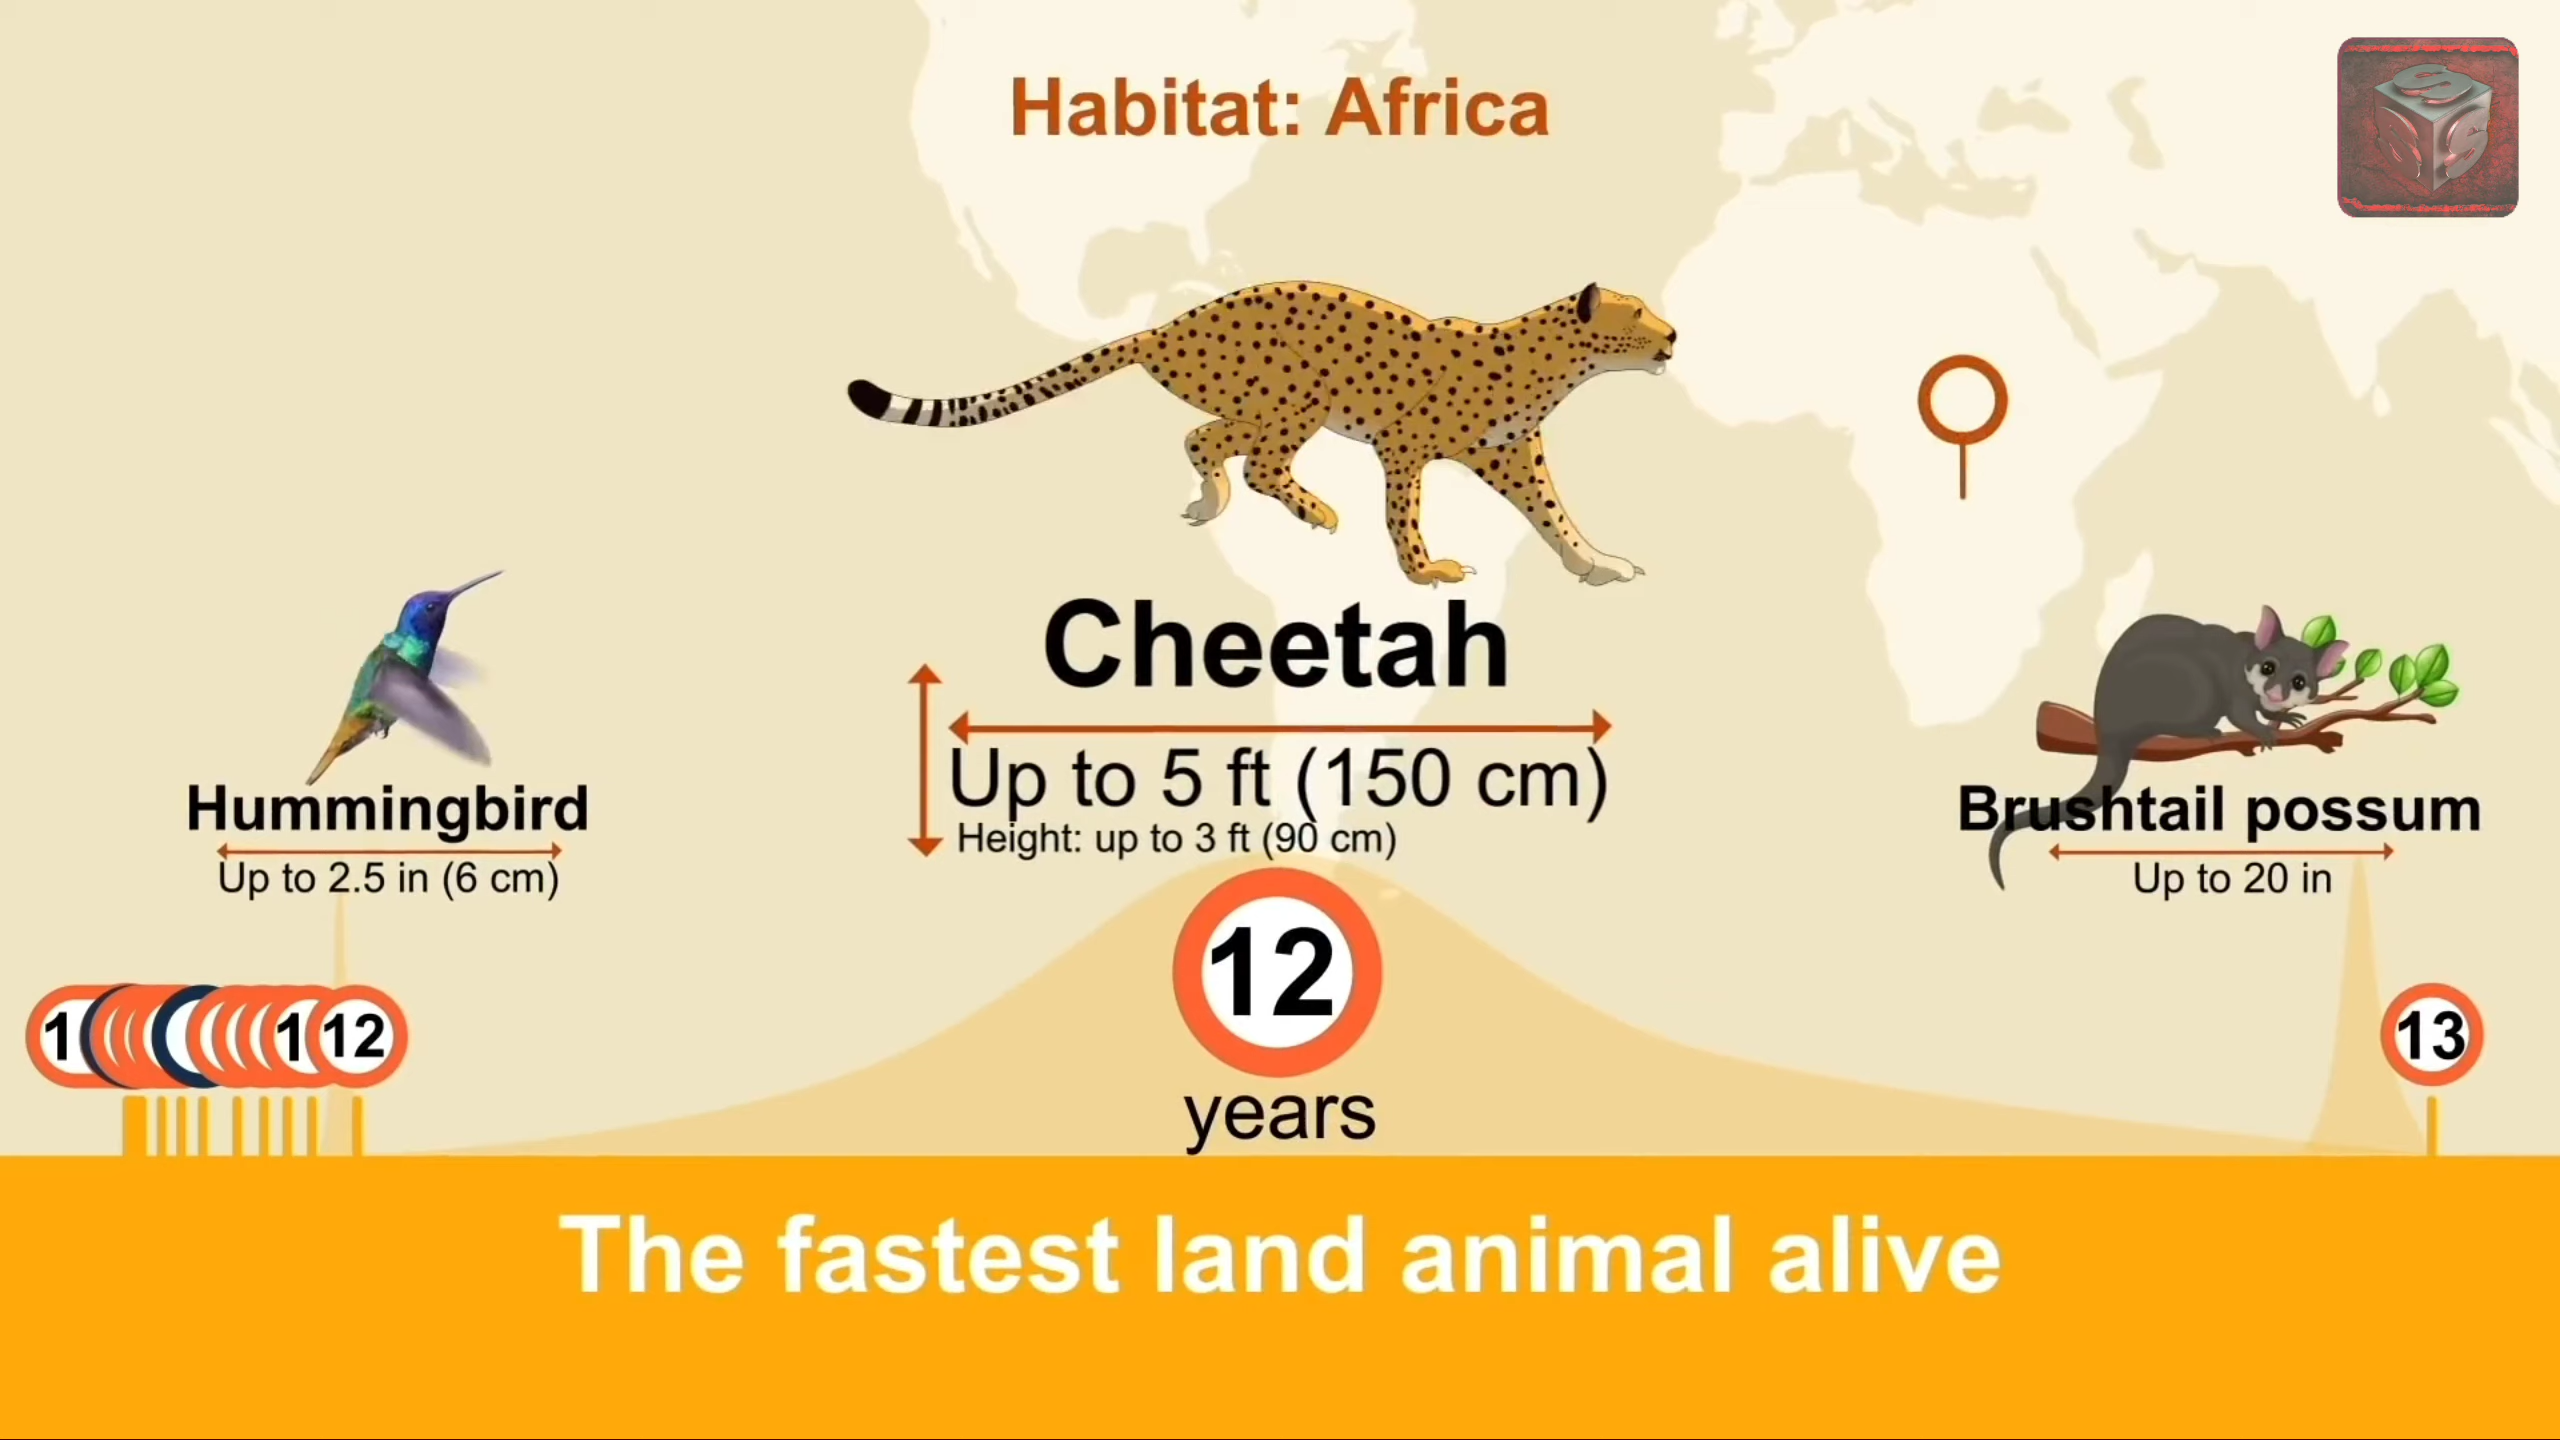 Habitat: Africa
Cheetah
Up to 5 ft (150 cm)
Height: up to 3 ft (90 cm)
Hummingbird
Up to 2.5 in (6 cm)
Brushtail possum
Up to 20 in
1
1
12
12
years
13
The fastest land animal alive
S
S
S